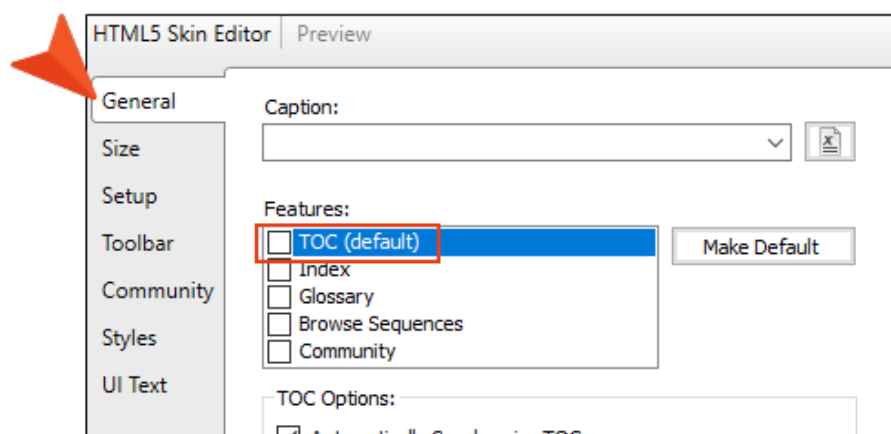 HTML5 Skin Editor Preview
General
Size
Setup
Toolbar
Community
Styles
UI Text
Caption:
Features:
TOC (default)
Index
Glossary
Browse Sequences
Community
Make Default
TOC Options: